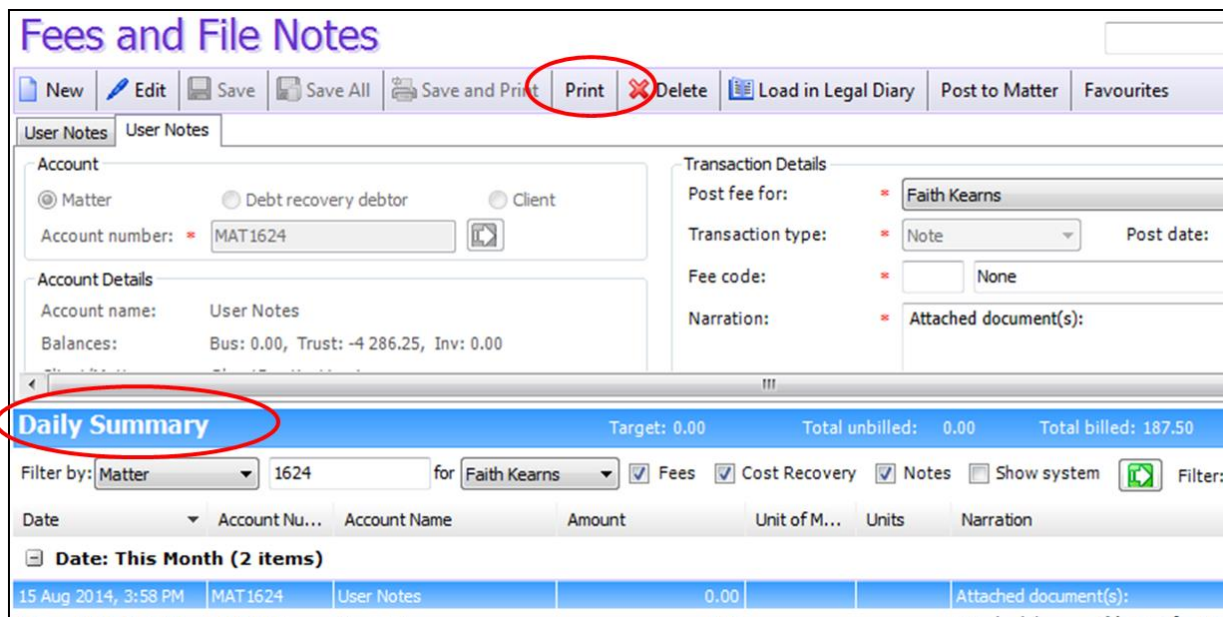 Fees and File Notes
New Edit Save Save All Save and Print Print Delete Load in Legal Diary Post to Matter Favourites
User Notes User Notes
Account
Matter Debt recovery debtor Client
Account number: * MAT1624
Account Details
Account name: User Notes
Balances: Bus: 0.00, Trust: -4 286.25, Inv: 0.00
Transaction Details
Post fee for: * Faith Kearns
Transaction type: * Note Post date:
Fee code: * None
Narration: * Attached document(s):
Daily Summary Target: 0.00 Total unbilled: 0.00 Total billed: 187.50
Filter by: Matter 1624 for Faith Kearns Fees Cost Recovery Notes Show system Filter:
Date Account Nu... Account Name Amount Unit of M... Units Narration
Date: This Month (2 items)
15 Aug 2014, 3:58 PM MAT1624 User Notes 0.00 Attached document(s):